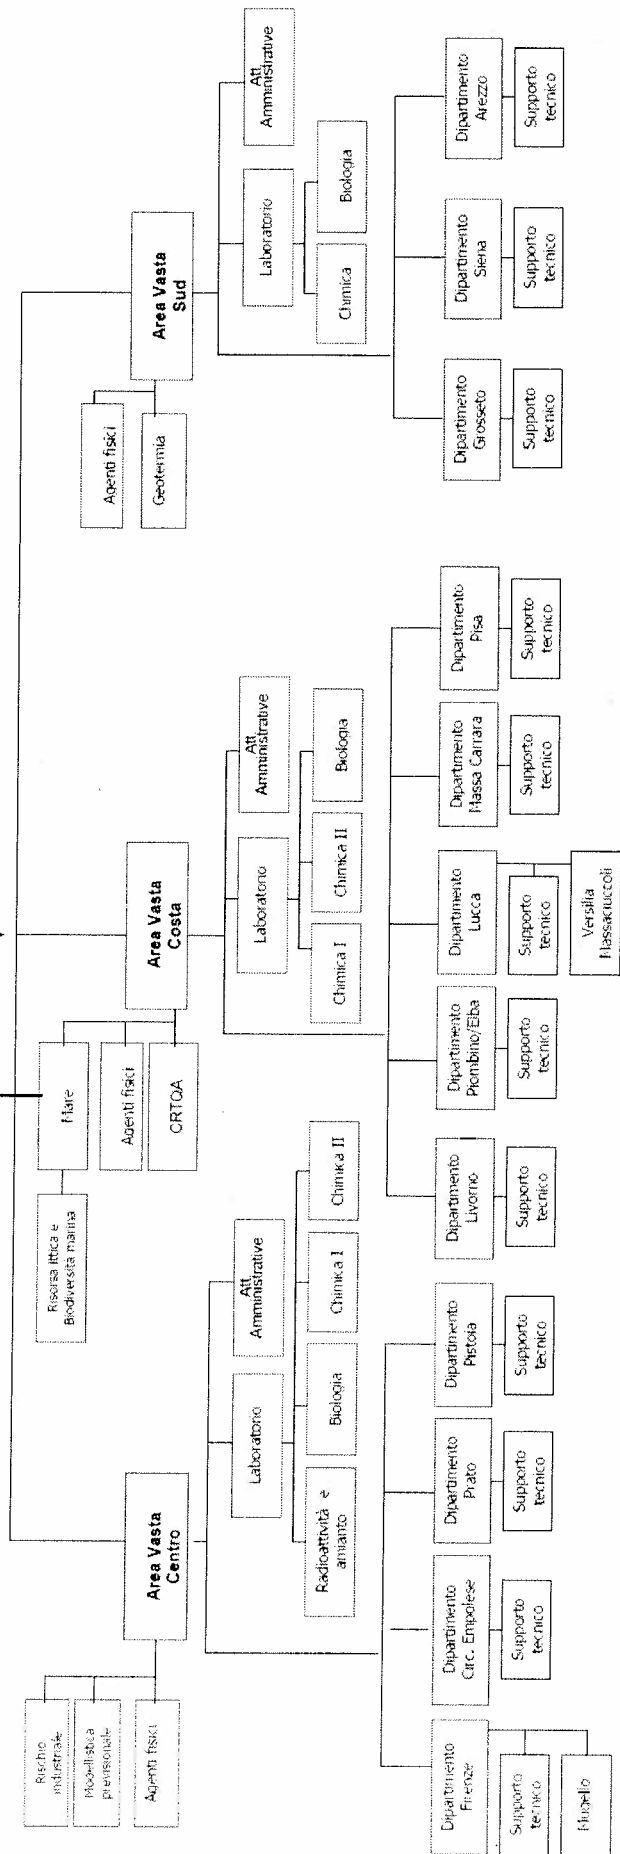 Rischio
industriale
Modellistica
previsionale
Agenti fisici
Area Vasta
Centro
Att.
Amministrative
Laboratorio
Radioattività e
amianto
Biologia
Chimica I
Chimica II
Dipartimento
Firenze
Supporto
tecnico
Mugello
Dipartimento
Circ. Empolese
Supporto
tecnico
Dipartimento
Prato
Supporto
tecnico
Dipartimento
Pistoia
Supporto
tecnico
Risorsa ittica e
Biodiversità marina
Mare
Agenti fisici
CRTQA
Area Vasta
Costa
Att.
Amministrative
Laboratorio
Chimica I
Chimica II
Biologia
Dipartimento
Livorno
Supporto
tecnico
Dipartimento
Piombino/Elba
Supporto
tecnico
Dipartimento
Lucca
Supporto
tecnico
Versilia
Massaciuccoli
Dipartimento
Massa Carrara
Supporto
tecnico
Dipartimento
Pisa
Supporto
tecnico
Agenti fisici
Geotermia
Area Vasta
Sud
Att.
Amministrative
Laboratorio
Chimica
Biologia
Dipartimento
Grosseto
Supporto
tecnico
Dipartimento
Siena
Supporto
tecnico
Dipartimento
Arezzo
Supporto
tecnico